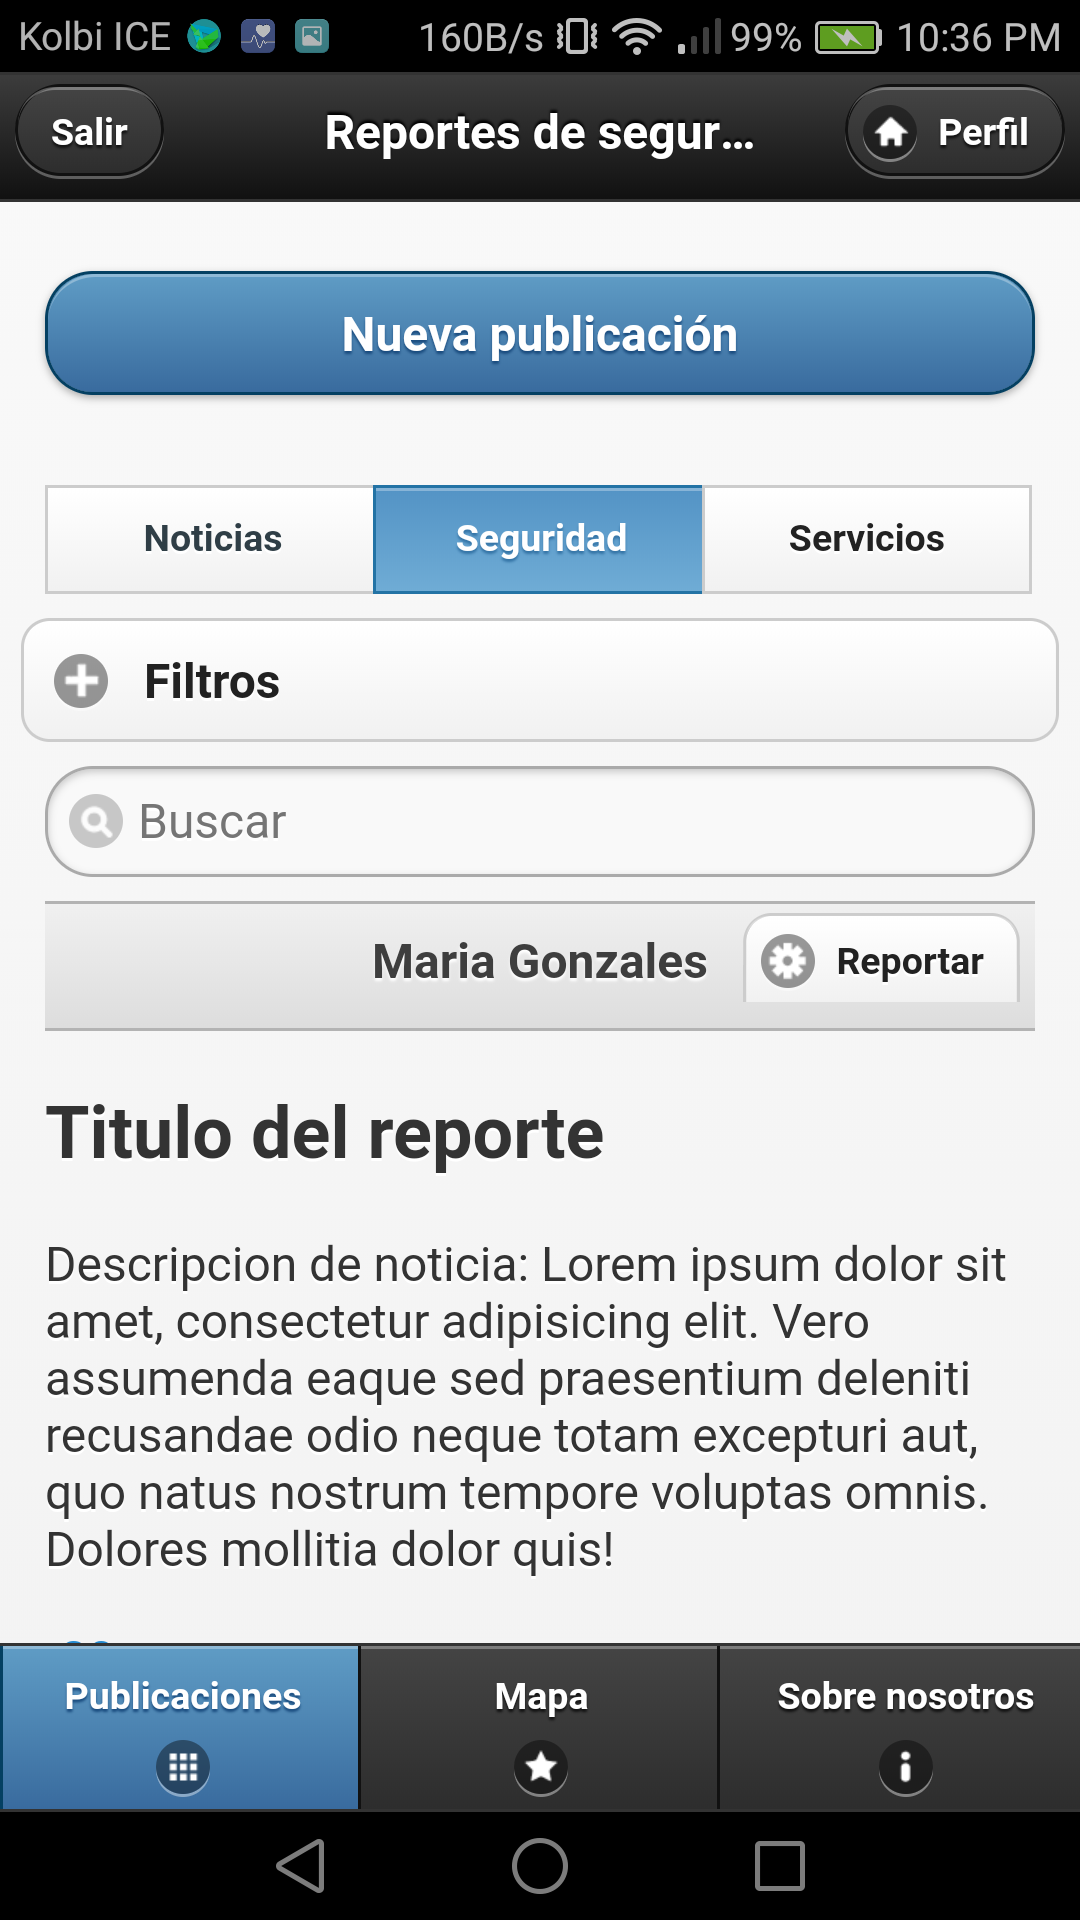 Kolbi ICE 160B/s 99% 10:36 PM
Salir Reportes de segur... Perfil
Nueva publicación
Noticias Seguridad Servicios
Filtros
Buscar
Maria Gonzales Reportar
Titulo del reporte
Descripcion de noticia: Lorem ipsum dolor sit
amet, consectetur adipisicing elit. Vero
assumenda eaque sed praesentium deleniti
recusandae odio neque totam excepturi aut,
quo natus nostrum tempore voluptas omnis.
Dolores mollitia dolor quis!
Publicaciones Mapa Sobre nosotros